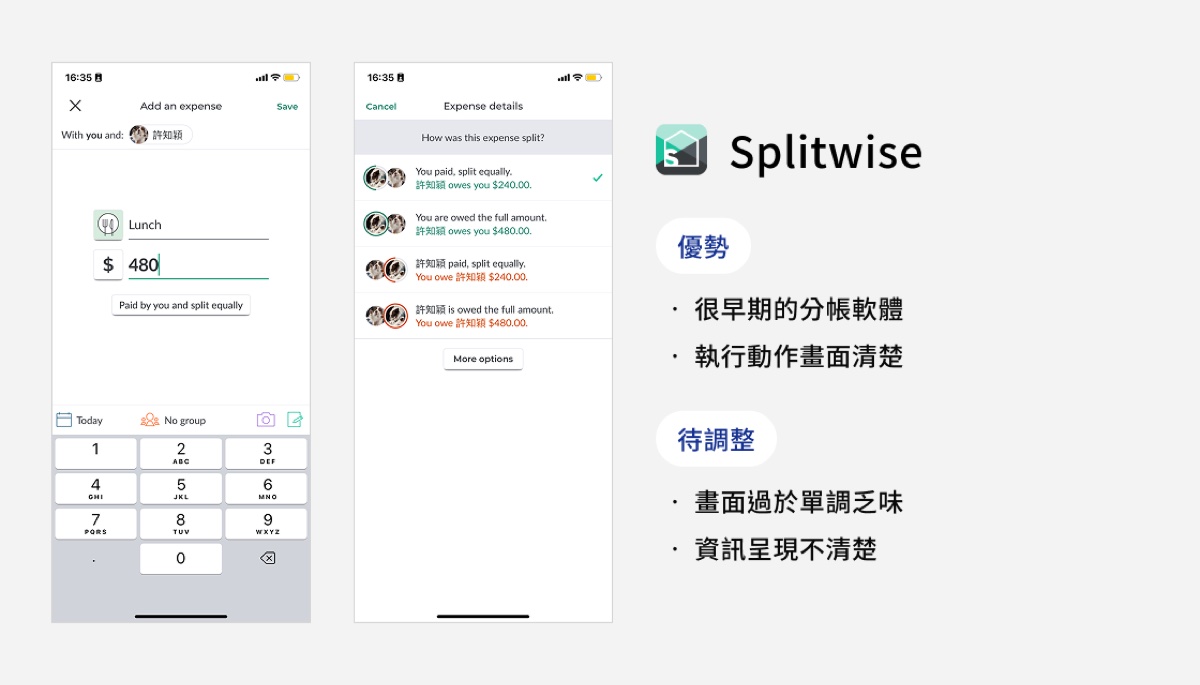 16:35
Add an expense
Save
With you and: 許知穎
Lunch
$ 480
Paid by you and split equally
Today
No group
1
2 ABC
3 DEF
4 GHI
5 JKL
6 MNO
7 PQRS
8 TUV
9 WXYZ
.
0
16:35
Cancel
Expense details
How was this expense split?
You paid, split equally.
許知穎 owes you $240.00.
You are owed the full amount.
許知穎 owes you $480.00.
許知穎 paid, split equally.
You owe 許知穎 $240.00.
許知穎 is owed the full amount.
You owe 許知穎 $480.00.
More options
S
Splitwise
優勢
· 很早期的分帳軟體
· 執行動作畫面清楚
待調整
· 畫面過於單調乏味
· 資訊呈現不清楚